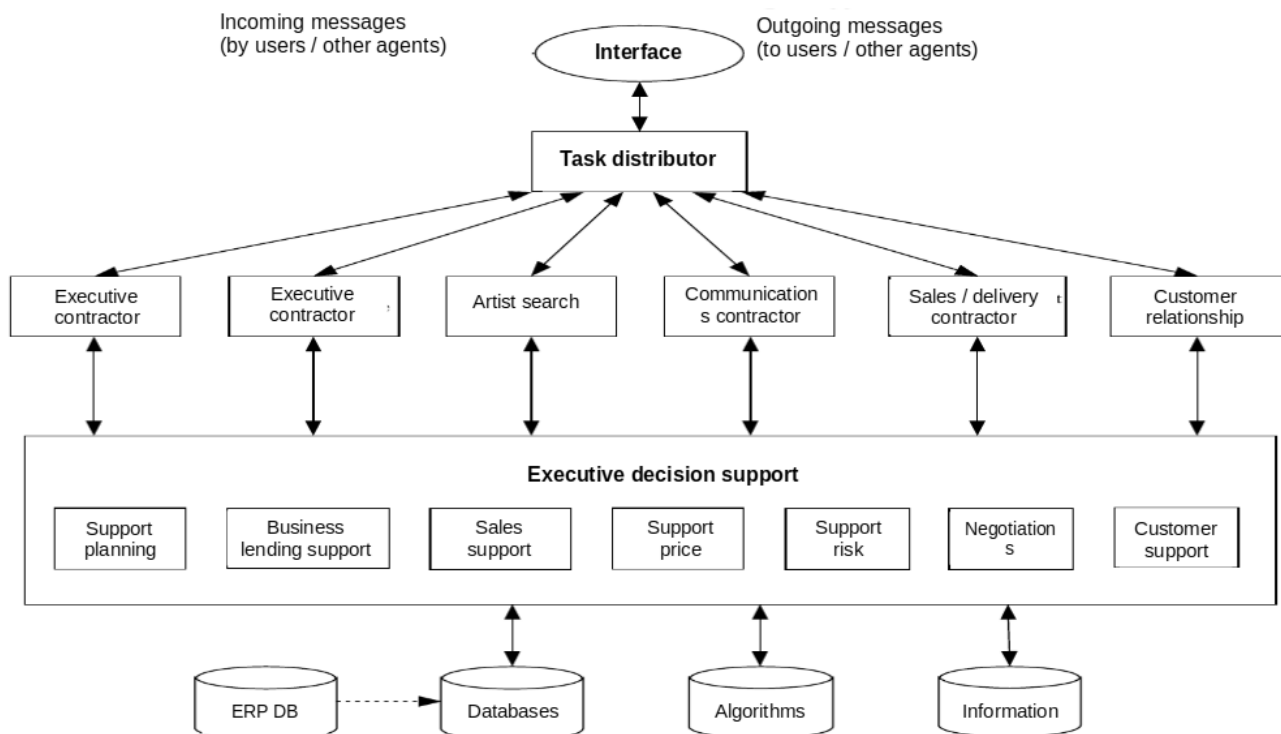 Incoming messages
(by users / other agents)
Interface
Outgoing messages
(to users / other agents)
Task distributor
Executive
contractor
Executive
contractor
Artist search
Communication
s contractor
Sales / delivery t
contractor
Customer
relationship
Executive decision support
Support
planning
Business
lending support
Sales
support
Support
price
Support
risk
Negotiation
s
Customer
support
ERP DB
Databases
Algorithms
Information